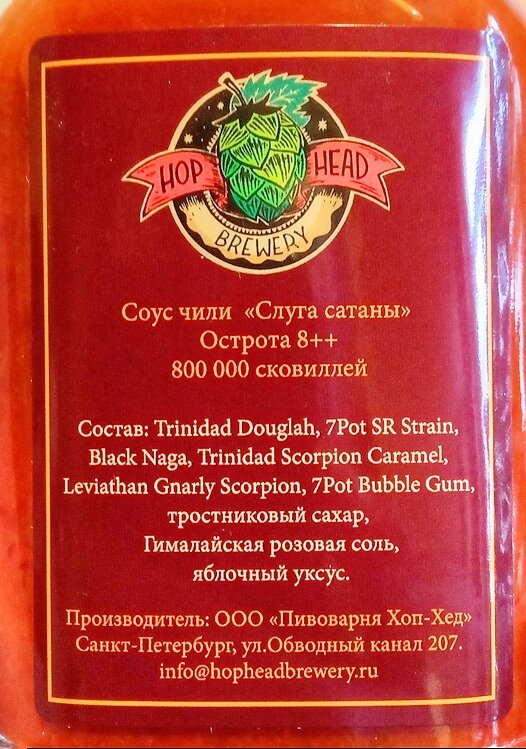 HOP HEAD
BREWERY
Соус чили «Слуга сатаны»
Острота 8++
800 000 сковиллей
Состав: Trinidad Douglah, 7Pot SR Strain,
Black Naga, Trinidad Scorpion Caramel,
Leviathan Gnarly Scorpion, 7Pot Bubble Gum,
тростниковый сахар,
Гималайская розовая соль,
яблочный уксус.
Производитель: ООО «Пивоварня Хоп-Хед»
Санкт-Петербург, ул.Обводный канал 207.
info@hopheadbrewery.ru